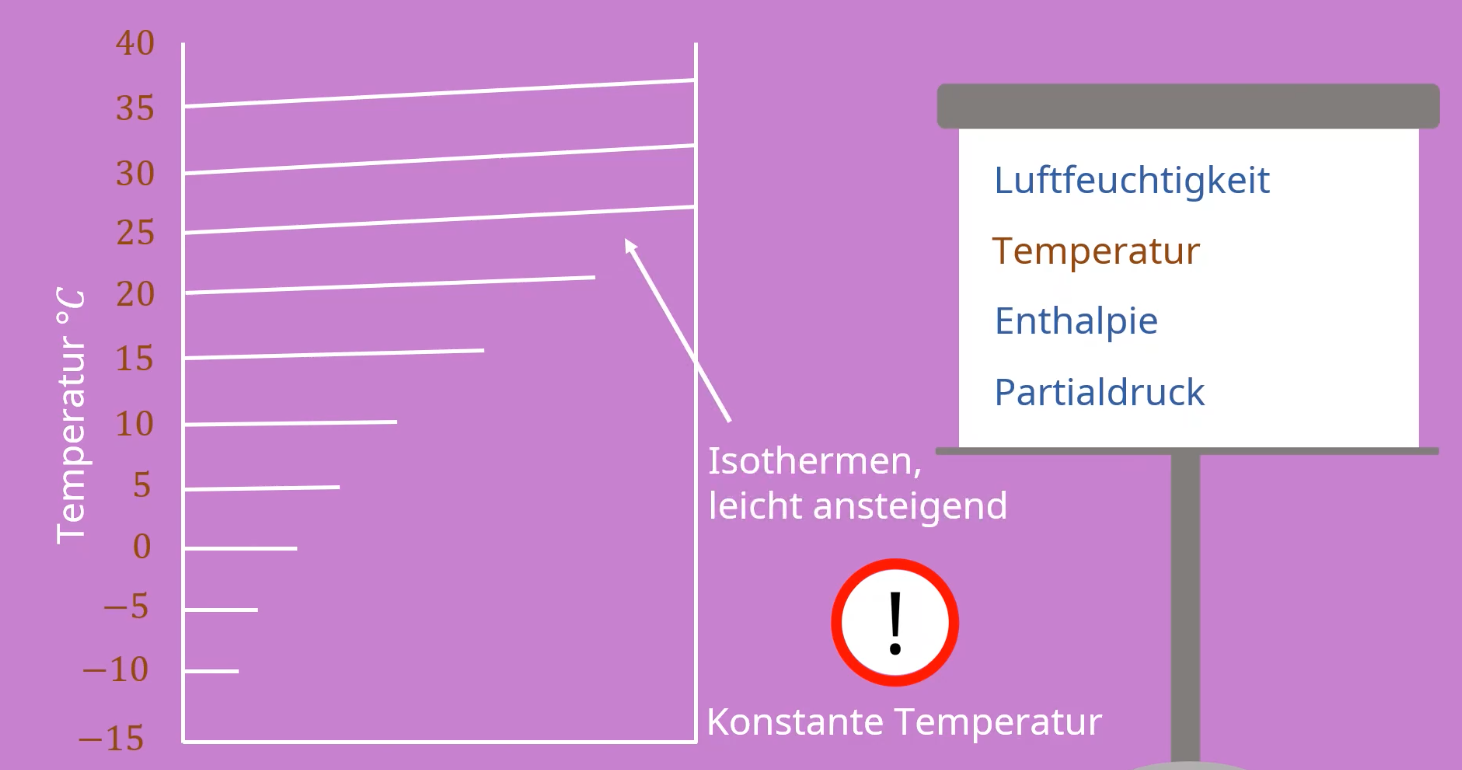 Temperatur °C
40
35
30
25
20
15
10
5
0
−5
−10
−15
Isothermen,
leicht ansteigend
!
Konstante Temperatur
Luftfeuchtigkeit
Temperatur
Enthalpie
Partialdruck